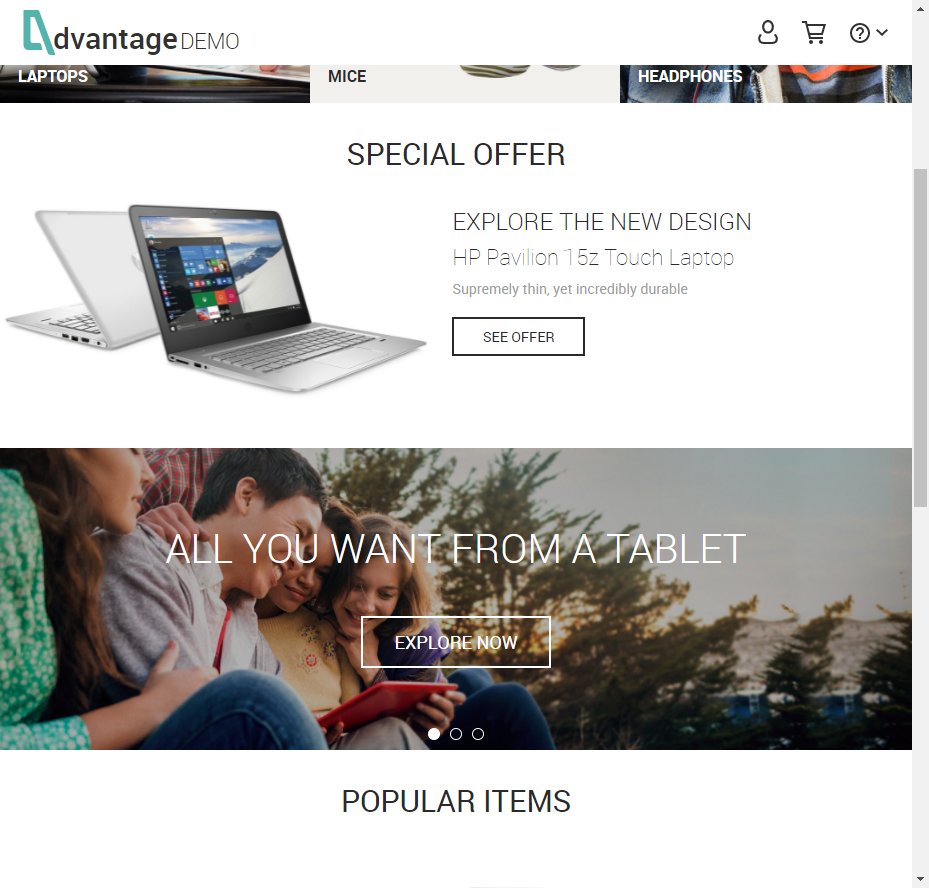 dvantage DEMO
LAPTOPS
MICE
HEADPHONES
SPECIAL OFFER
EXPLORE THE NEW DESIGN
HP Pavilion 15z Touch Laptop
Supremely thin, yet incredibly durable
SEE OFFER
ALL YOU WANT FROM A TABLET
EXPLORE NOW
POPULAR ITEMS